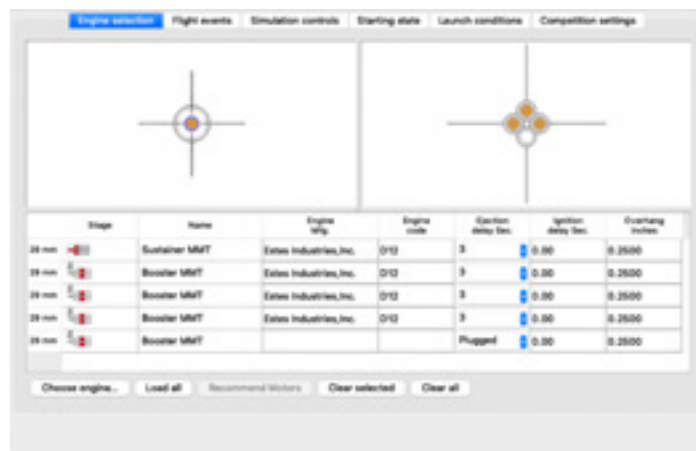 Engine selection Flight events Simulation controls Starting state Launch conditions Competition settings
Stage Name Engine Mfg. Engine code Ejection delay Sec. Ignition delay Sec. Overhang Inches
29 mm Sustainer MMT Estes Industries,Inc. D12 3 0.00 0.2500
29 mm Booster MMT Estes Industries,Inc. D12 3 0.00 0.2500
29 mm Booster MMT Estes Industries,Inc. D12 3 0.00 0.2500
29 mm Booster MMT Estes Industries,Inc. D12 3 0.00 0.2500
29 mm Booster MMT Plugged 0.00 0.2500
Choose engine... Load all Recommend Motors Clear selected Clear all